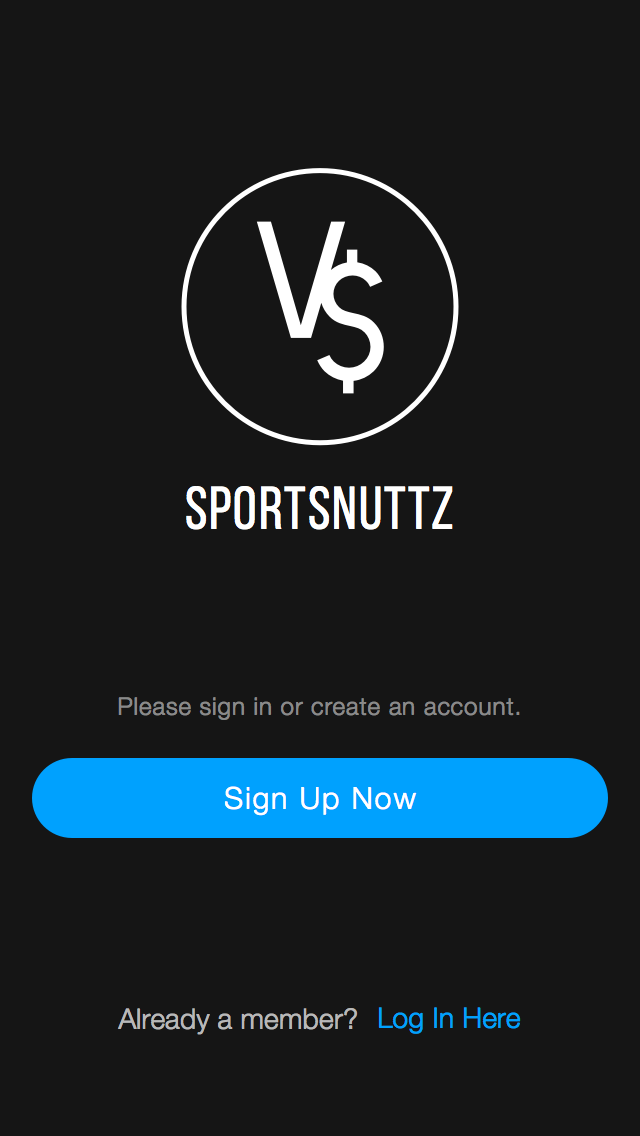 V$
SPORTSNUTTZ
Please sign in or create an account.
Sign Up Now
Already a member? Log In Here